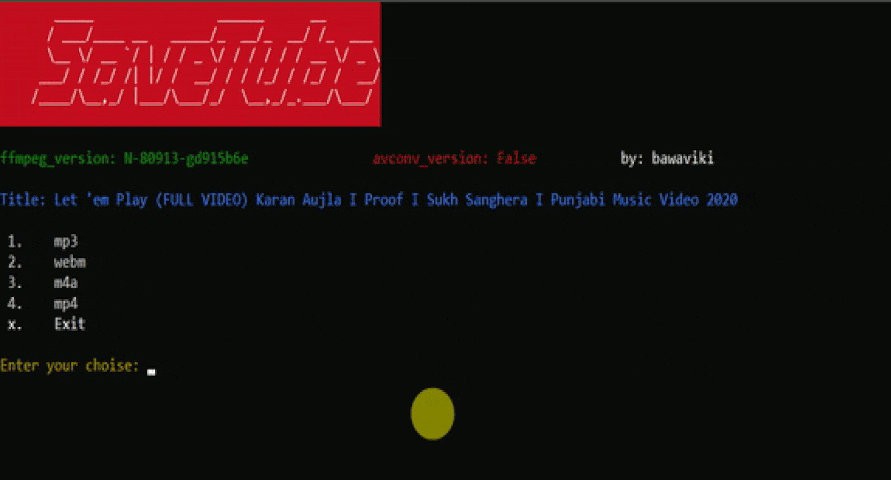 SaveTube
ffmpeg_version: N-80913-gd915b6e avconv_version: False by: bawaviki
Title: Let 'em Play (FULL VIDEO) Karan Aujla I Proof I Sukh Sanghera I Punjabi Music Video 2020
1. mp3
2. webm
3. m4a
4. mp4
x. Exit
Enter your choise: